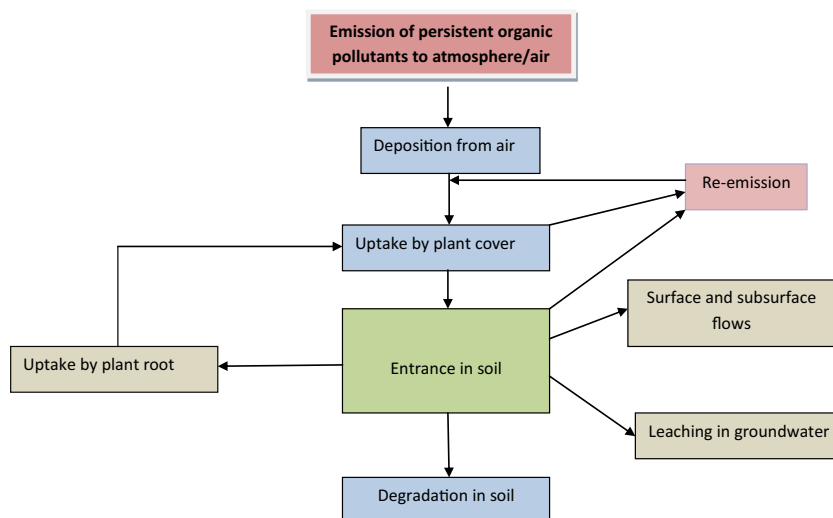 Emission of persistent organic
pollutants to atmosphere/air
Deposition from air
Re-emission
Uptake by plant cover
Surface and subsurface
flows
Uptake by plant root
Entrance in soil
Leaching in groundwater
Degradation in soil